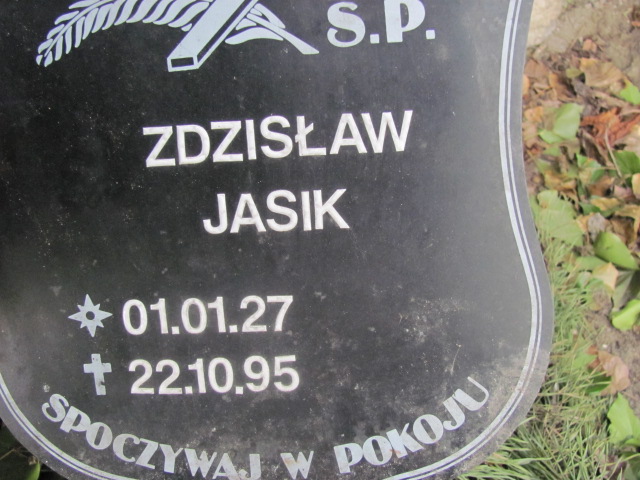 S.P.
ZDZISŁAW
JASIK
01.01.27
22.10.95
SPOCZYWAJ W POKOJU